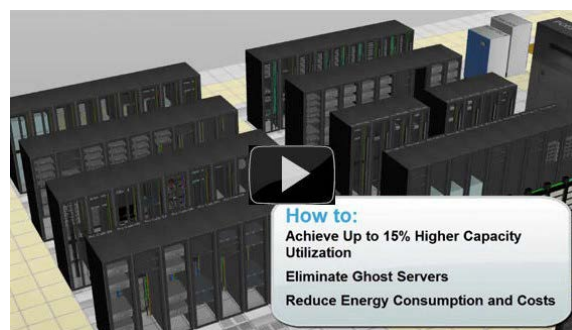 How to:
Achieve Up to 15% Higher Capacity
Utilization
Eliminate Ghost Servers
Reduce Energy Consumption and Costs